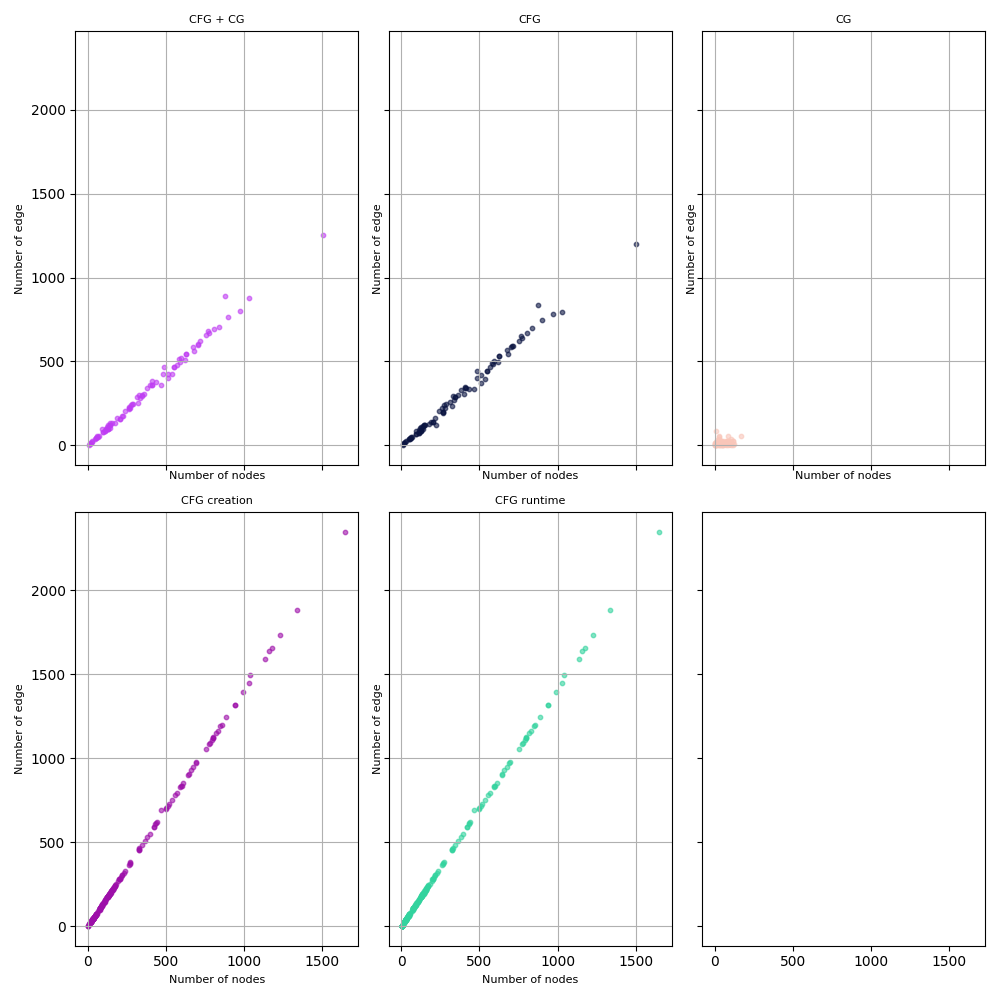 CFG + CG
CFG
CG
2000
1500
1000
500
0
Number of edge
Number of edge
Number of edge
Number of nodes
Number of nodes
Number of nodes
CFG creation
CFG runtime
2000
1500
1000
500
0
Number of edge
Number of edge
0 500 1000 1500
0 500 1000 1500
0 500 1000 1500
Number of nodes
Number of nodes